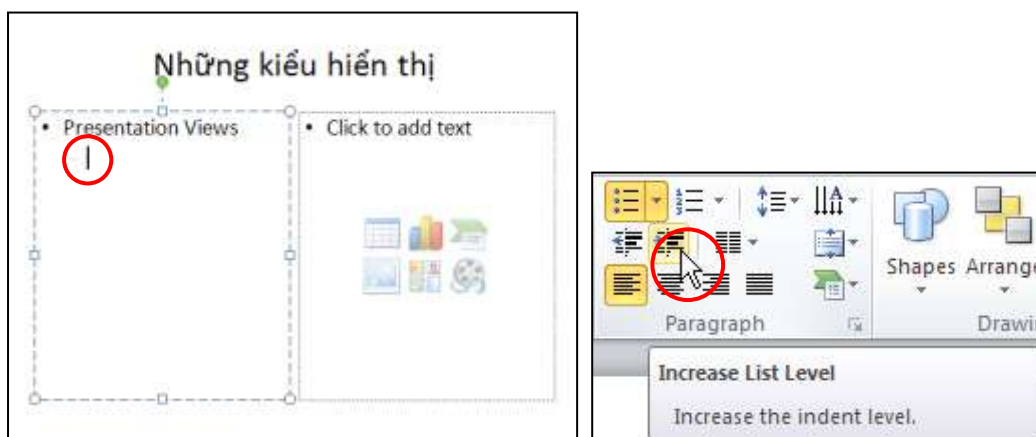 Những kiểu hiển thị
• Presentation Views
• Click to add text
Shapes Arrange
Paragraph
Increase List Level
Increase the indent level.